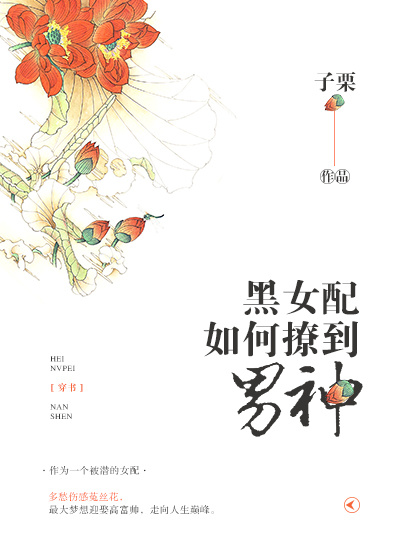 子栗
作品
黑女配
如何撩到
男神
HEI
NVPEI
[穿书]
NAN
SHEN
·作为一个被潜的女配·
多愁伤感菟丝花，
最大梦想迎娶高富帅，走向人生巅峰。